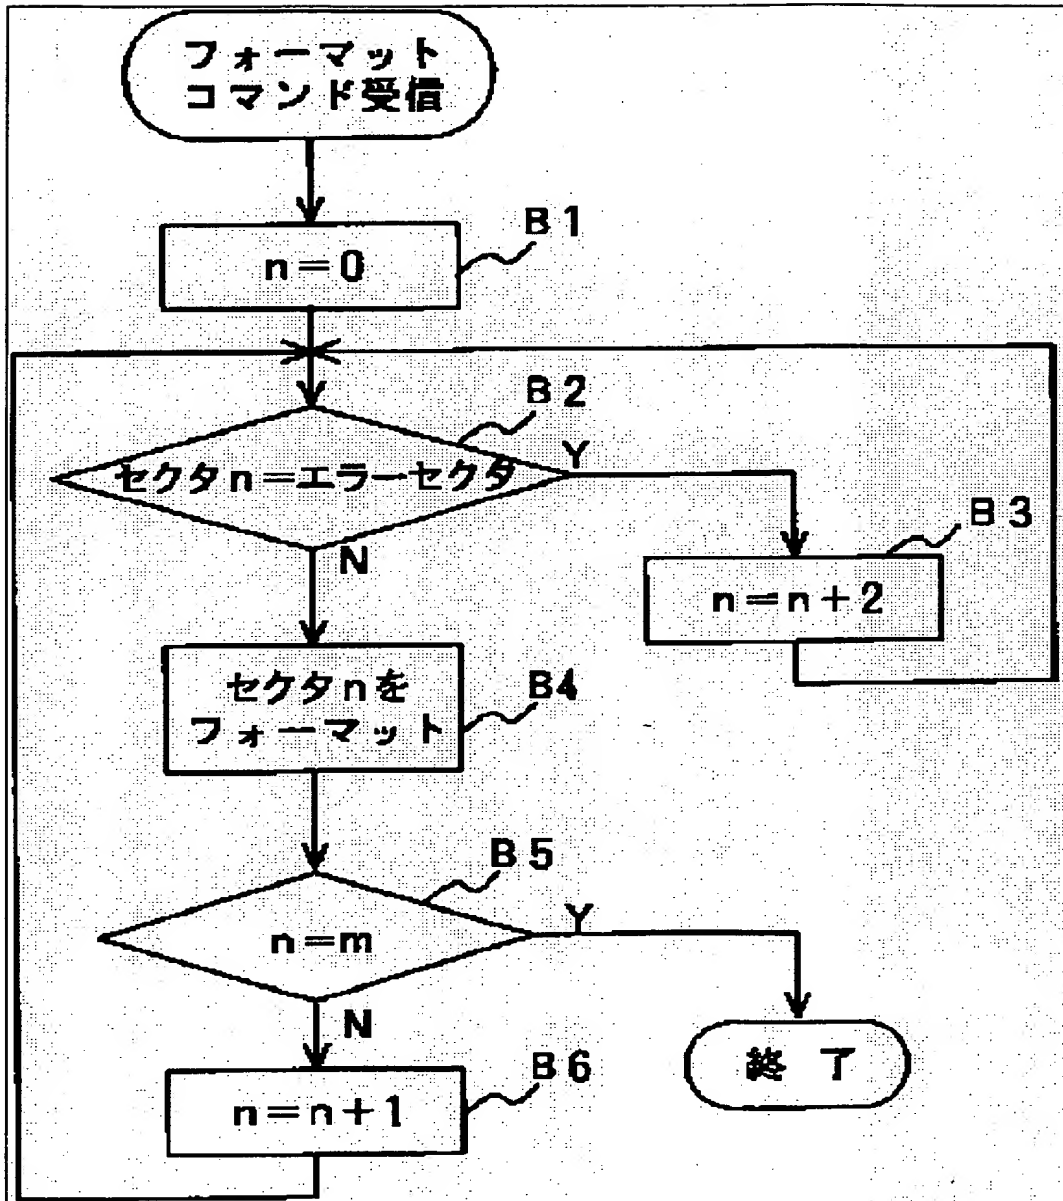 フォーマット
コマンド受信
B1
n=0
B2
セクタn=エラーセクタ
Y
N
B3
n=n+2
セクタnを
フォーマット
B4
B5
n=m
Y
N
終 了
B6
n=n+1